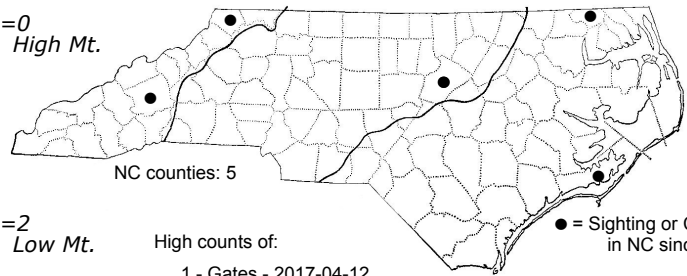 =0
High Mt.
NC counties: 5
=2
Low Mt.
High counts of:
● = Sighting or
in NC
1 - Gates - 2017-04-12